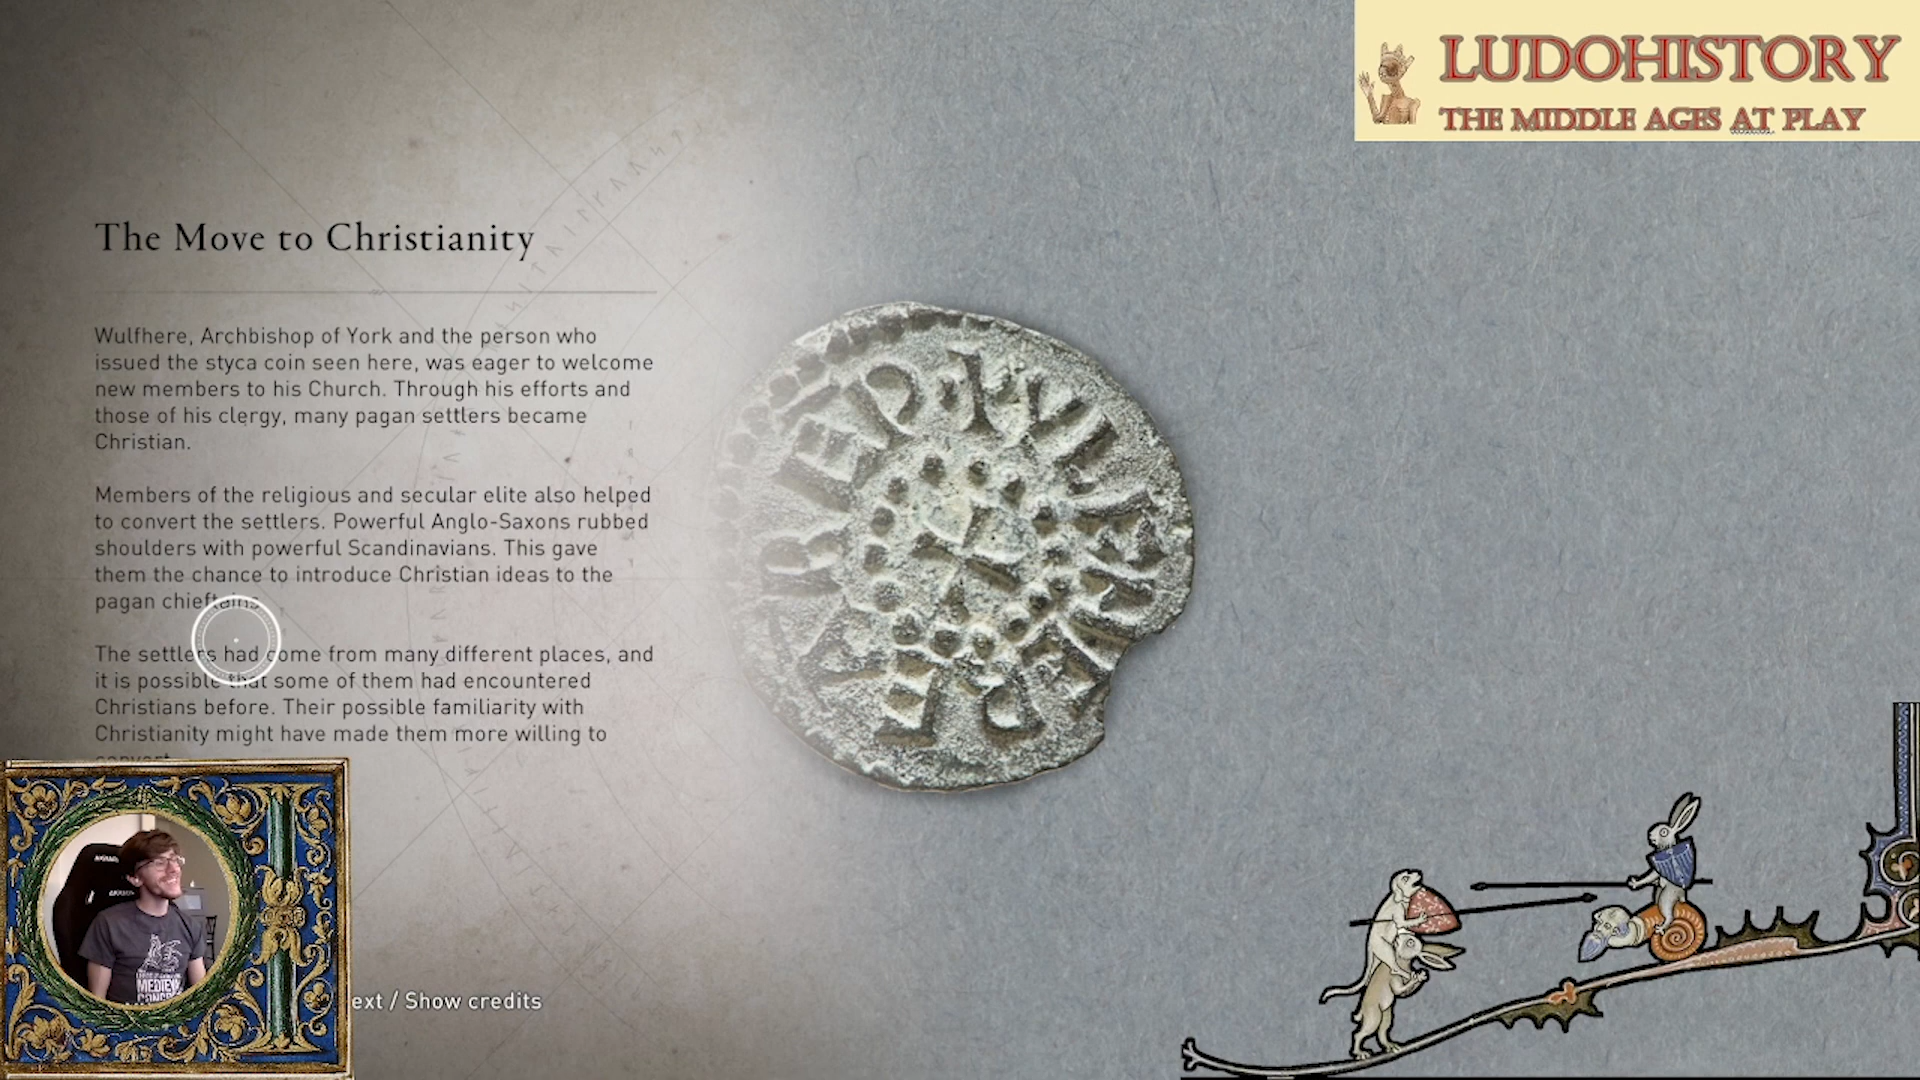 LUDOHISTORY
THE MIDDLE AGES AT PLAY
The Move to Christianity
Wulfhere, Archbishop of York and the person who
issued the styca coin seen here, was eager to welcome
new members to his Church. Through his efforts and
those of his clergy, many pagan settlers became
Christian.
Members of the religious and secular elite also helped
to convert the settlers. Powerful Anglo-Saxons rubbed
shoulders with powerful Scandinavians. This gave
them the chance to introduce Christian ideas to the
pagan chieftains.
The settlers had come from many different places, and
it is possible that some of them had encountered
Christians before. Their possible familiarity with
Christianity might have made them more willing to
ext / Show credits
MEDIEVAL